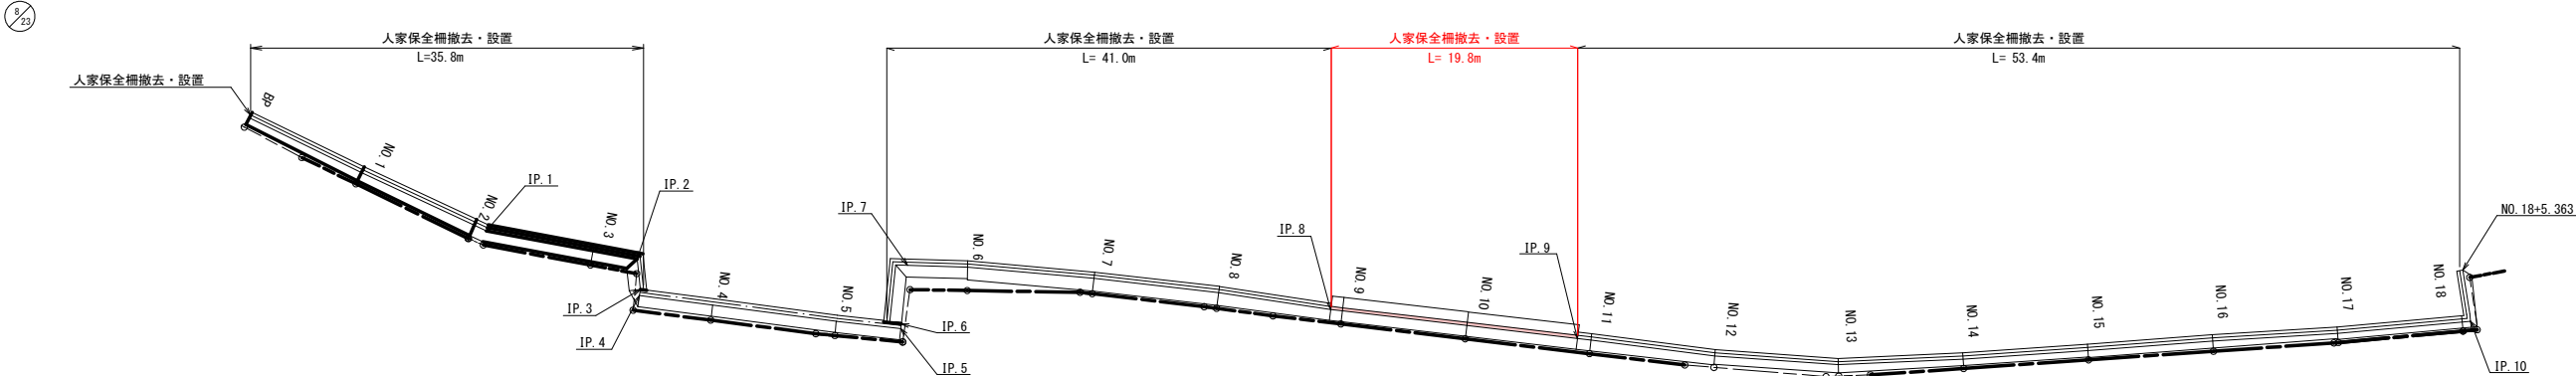 8
23
人家保全柵撤去・設置
L=35.8m
人家保全柵撤去・設置
L= 41.0m
人家保全柵撤去・設置
L= 19.8m
人家保全柵撤去・設置
L= 53.4m
人家保全柵撤去・設置
BP
NO.1
NO.2
IP.1
NO.3
IP.2
IP.3
IP.4
NO.4
NO.5
IP.5
IP.6
IP.7
NO.6
NO.7
NO.8
IP.8
NO.9
NO.10
IP.9
NO.11
NO.12
NO.13
NO.14
NO.15
NO.16
NO.17
NO.18
NO.18+5.363
IP.10